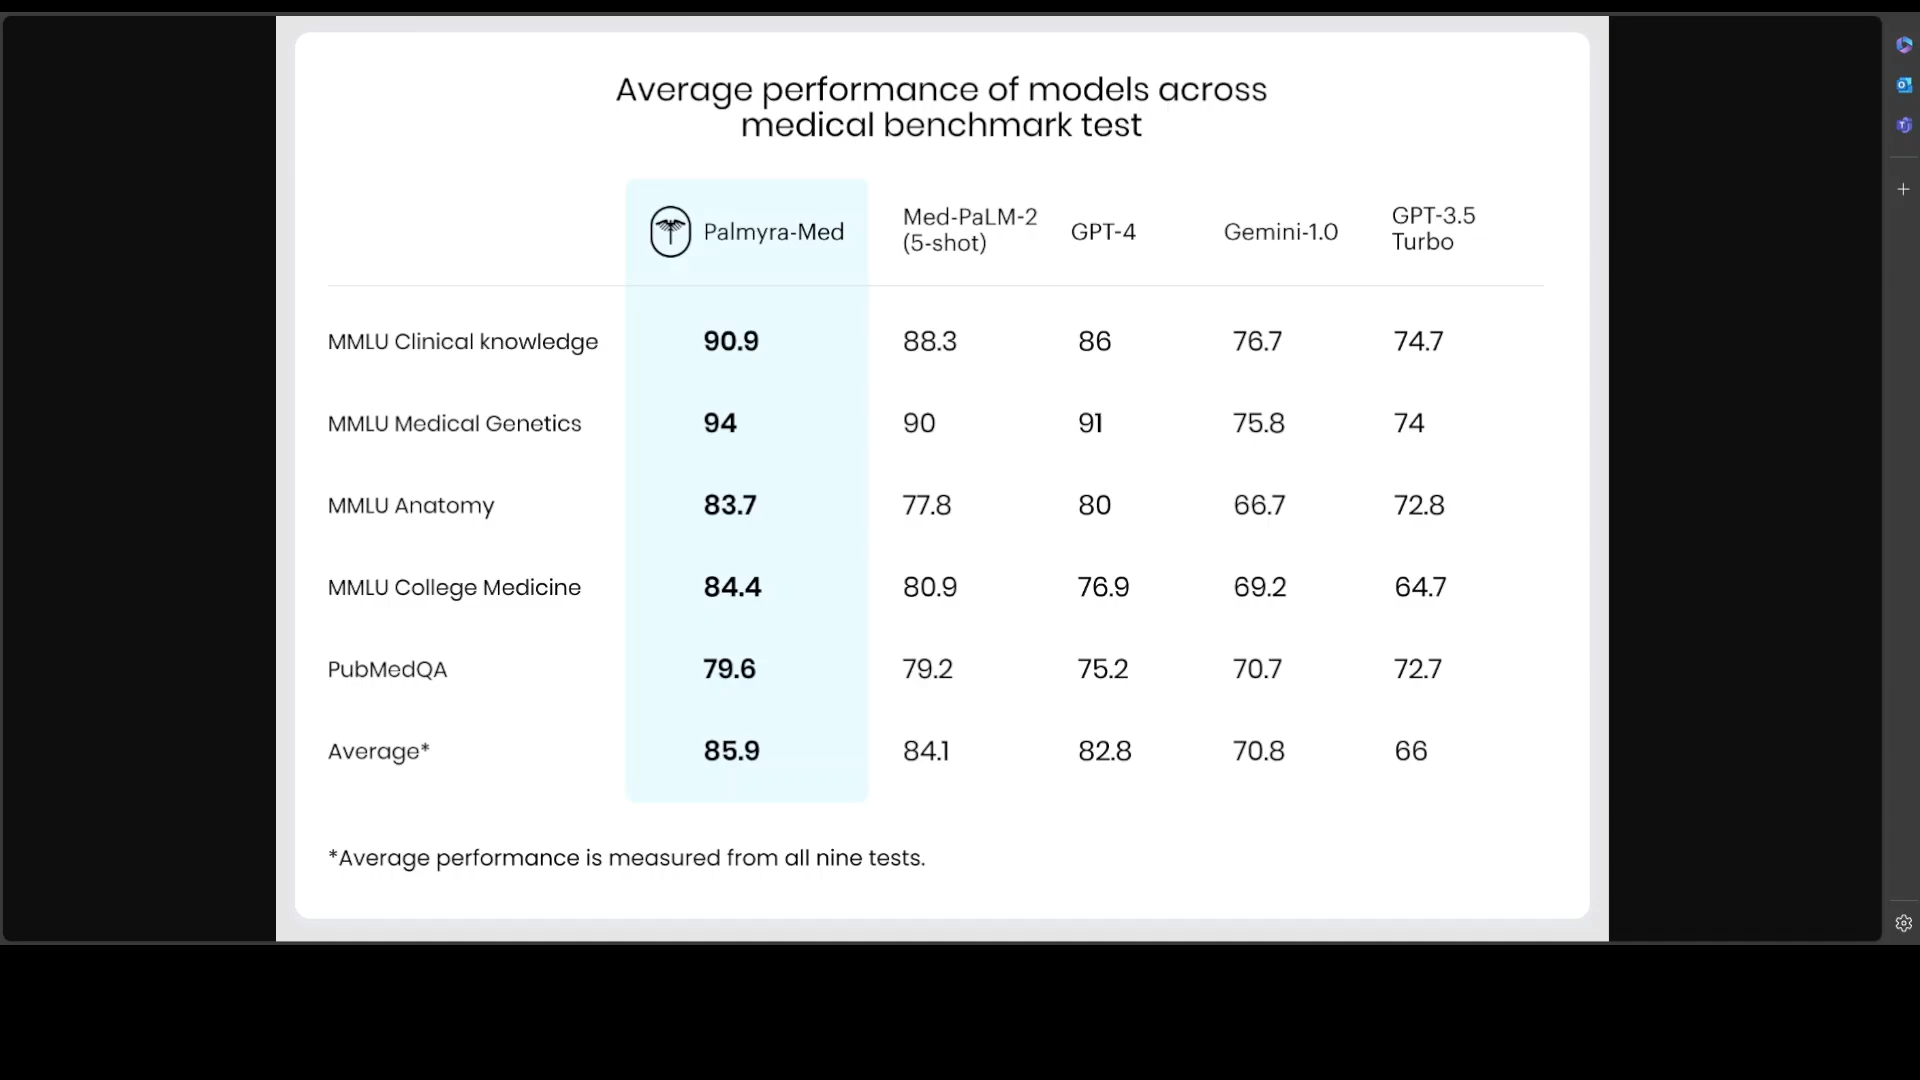 Average performance of models across
medical benchmark test
Palmyra-Med
Med-PaLM-2
(5-shot)
GPT-4
Gemini-1.0
GPT-3.5
Turbo
MMLU Clinical knowledge 90.9 88.3 86 76.7 74.7
MMLU Medical Genetics 94 90 91 75.8 74
MMLU Anatomy 83.7 77.8 80 66.7 72.8
MMLU College Medicine 84.4 80.9 76.9 69.2 64.7
PubMedQA 79.6 79.2 75.2 70.7 72.7
Average* 85.9 84.1 82.8 70.8 66
*Average performance is measured from all nine tests.